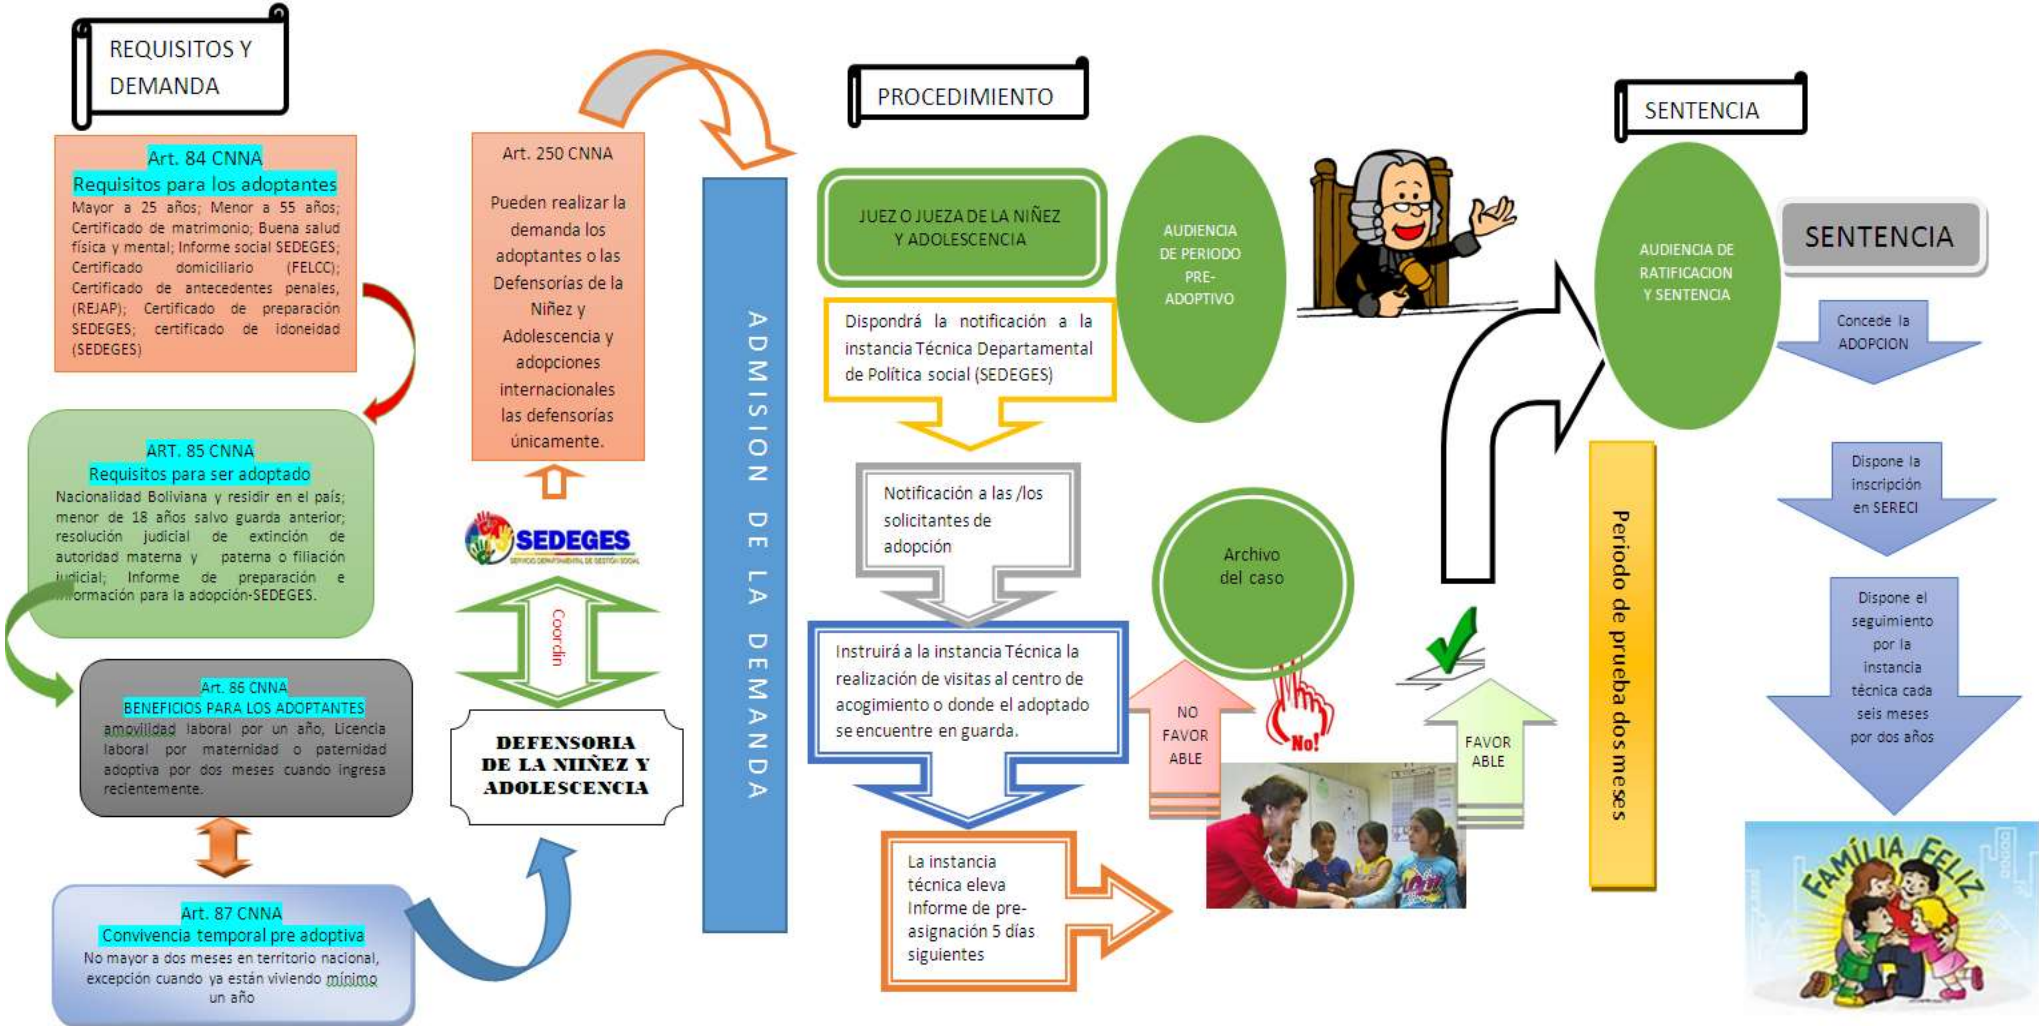 REQUISITOS Y
DEMANDA
Art. 84 CNNA
Requisitos para los adoptantes
Mayor a 25 años; Menor a 55 años;
Certificado de matrimonio; Buena salud
física y mental; Informe social SEDEGES;
Certificado domiciliario (FELCC);
Certificado de antecedentes penales,
(REJAP); Certificado de preparación
SEDEGES; certificado de idoneidad
(SEDEGES)
ART. 85 CNNA
Requisitos para ser adoptado
Nacionalidad Boliviana y residir en el país;
menor de 18 años salvo guarda anterior;
resolución judicial de extinción de
autoridad materna y paterna o filiación
judicial; Informe de preparación e
información para la adopción-SEDEGES.
Art. 86 CNNA
BENEFICIOS PARA LOS ADOPTANTES
amovilidad laboral por un año, Licencia
laboral por maternidad o paternidad
adoptiva por dos meses cuando ingresa
recientemente.
Art. 87 CNNA
Convivencia temporal pre adoptiva
No mayor a dos meses en territorio nacional,
excepción cuando ya están viviendo mínimo
un año
Art. 250 CNNA
Pueden realizar la
demanda los
adoptantes o las
Defensorías de la
Niñez y
Adolescencia y
adopciones
internacionales
las defensorías
únicamente.
SEDEGES
SERVICIO DEPARTAMENTAL DE GESTIÓN SOCIAL
Coordin
DEFENSORIA
DE LA NIIÑEZ Y
ADOLESCENCIA
ADMISION DE LA DEMANDA
PROCEDIMIENTO
JUEZ O JUEZA DE LA NIÑEZ
Y ADOLESCENCIA
Dispondrá la notificación a la
instancia Técnica Departamental
de Política social (SEDEGES)
Notificación a las /los
solicitantes de
adopción
Instruirá a la instancia Técnica la
realización de visitas al centro de
acogimiento o donde el adoptado
se encuentre en guarda.
La instancia
técnica eleva
Informe de pre-
asignación 5 días
siguientes
AUDIENCIA
DE PERIODO
PRE-
ADOPTIVO
Archivo
del caso
NO
FAVOR
ABLE
No!
FAVOR
ABLE
SENTENCIA
Periodo de prueba dos meses
AUDIENCIA DE
RATIFICACION
Y SENTENCIA
SENTENCIA
Concede la
ADOPCION
Dispone la
inscripción
en SERECI
Dispone el
seguimiento
por la
instancia
técnica cada
seis meses
por dos años
FAMÍLIA FELIZ